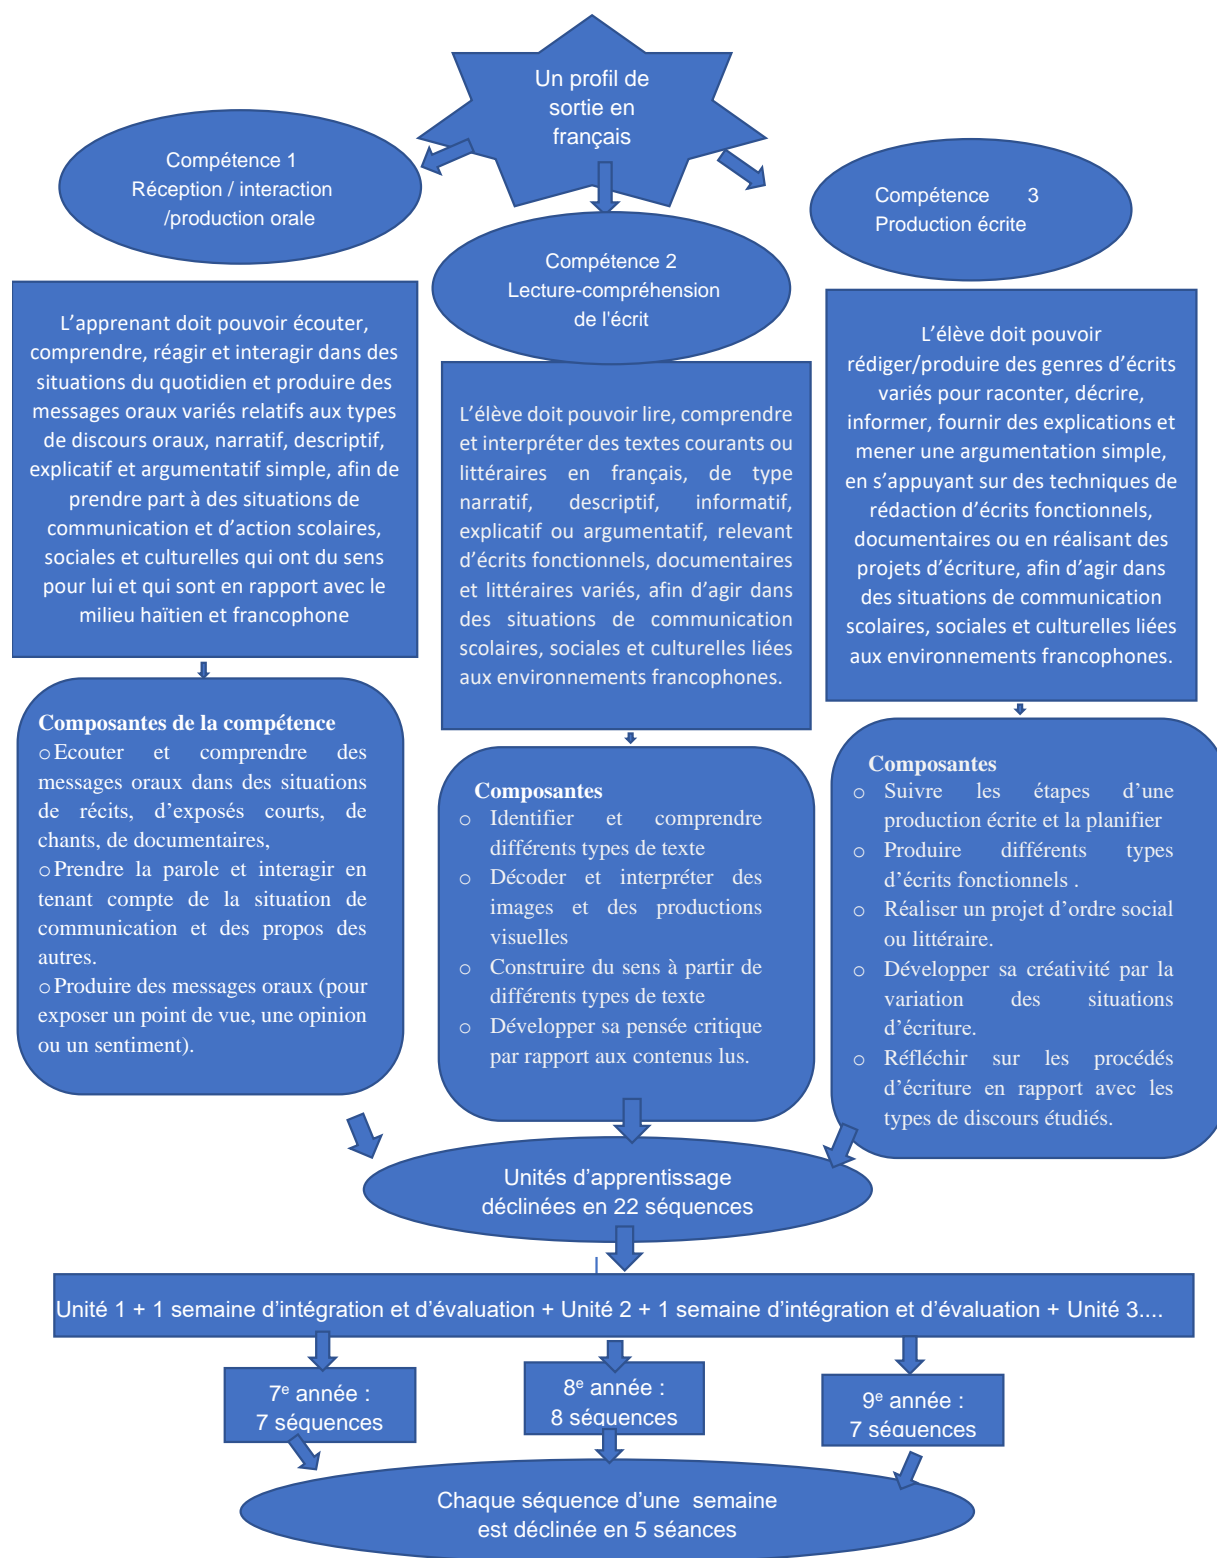 Un profil de
sortie en
français
Compétence 1
Réception / interaction
/production orale
Compétence 2
Lecture-compréhension
de l'écrit
Compétence 3
Production écrite
L’apprenant doit pouvoir écouter,
comprendre, réagir et interagir dans des
situations du quotidien et produire des
messages oraux variés relatifs aux types
de discours oraux, narratif, descriptif,
explicatif et argumentatif simple, afin de
prendre part à des situations de
communication et d’action scolaires,
sociales et culturelles qui ont du sens
pour lui et qui sont en rapport avec le
milieu haïtien et francophone
L’élève doit pouvoir lire, comprendre
et interpréter des textes courants ou
littéraires en français, de type
narratif, descriptif, informatif,
explicatif ou argumentatif, relevant
d’écrits fonctionnels, documentaires
et littéraires variés, afin d’agir dans
des situations de communication
scolaires, sociales et culturelles liées
aux environnements francophones.
L’élève doit pouvoir
rédiger/produire des genres d’écrits
variés pour raconter, décrire,
informer, fournir des explications et
mener une argumentation simple,
en s’appuyant sur des techniques de
rédaction d’écrits fonctionnels,
documentaires ou en réalisant des
projets d’écriture, afin d’agir dans
des situations de communication
scolaires, sociales et culturelles liées
aux environnements francophones.
Composantes de la compétence
o Ecouter et comprendre des
messages oraux dans des situations
de récits, d’exposés courts, de
chants, de documentaires,
o Prendre la parole et interagir en
tenant compte de la situation de
communication et des propos des
autres.
o Produire des messages oraux (pour
exposer un point de vue, une opinion
ou un sentiment).
Composantes
o Identifier et comprendre
différents types de texte
o Décoder et interpréter des
images et des productions
visuelles
o Construire du sens à partir de
différents types de texte
o Développer sa pensée critique
par rapport aux contenus lus.
Composantes
o Suivre les étapes d’une
production écrite et la planifier
o Produire différents types
d’écrits fonctionnels .
o Réaliser un projet d’ordre social
ou littéraire.
o Développer sa créativité par la
variation des situations
d’écriture.
o Réfléchir sur les procédés
d’écriture en rapport avec les
types de discours étudiés.
Unités d’apprentissage
déclinées en 22 séquences
Unité 1 + 1 semaine d’intégration et d’évaluation + Unité 2 + 1 semaine d’intégration et d’évaluation + Unité 3....
7e année :
7 séquences
8e année :
8 séquences
9e année :
7 séquences
Chaque séquence d’une semaine
est déclinée en 5 séances